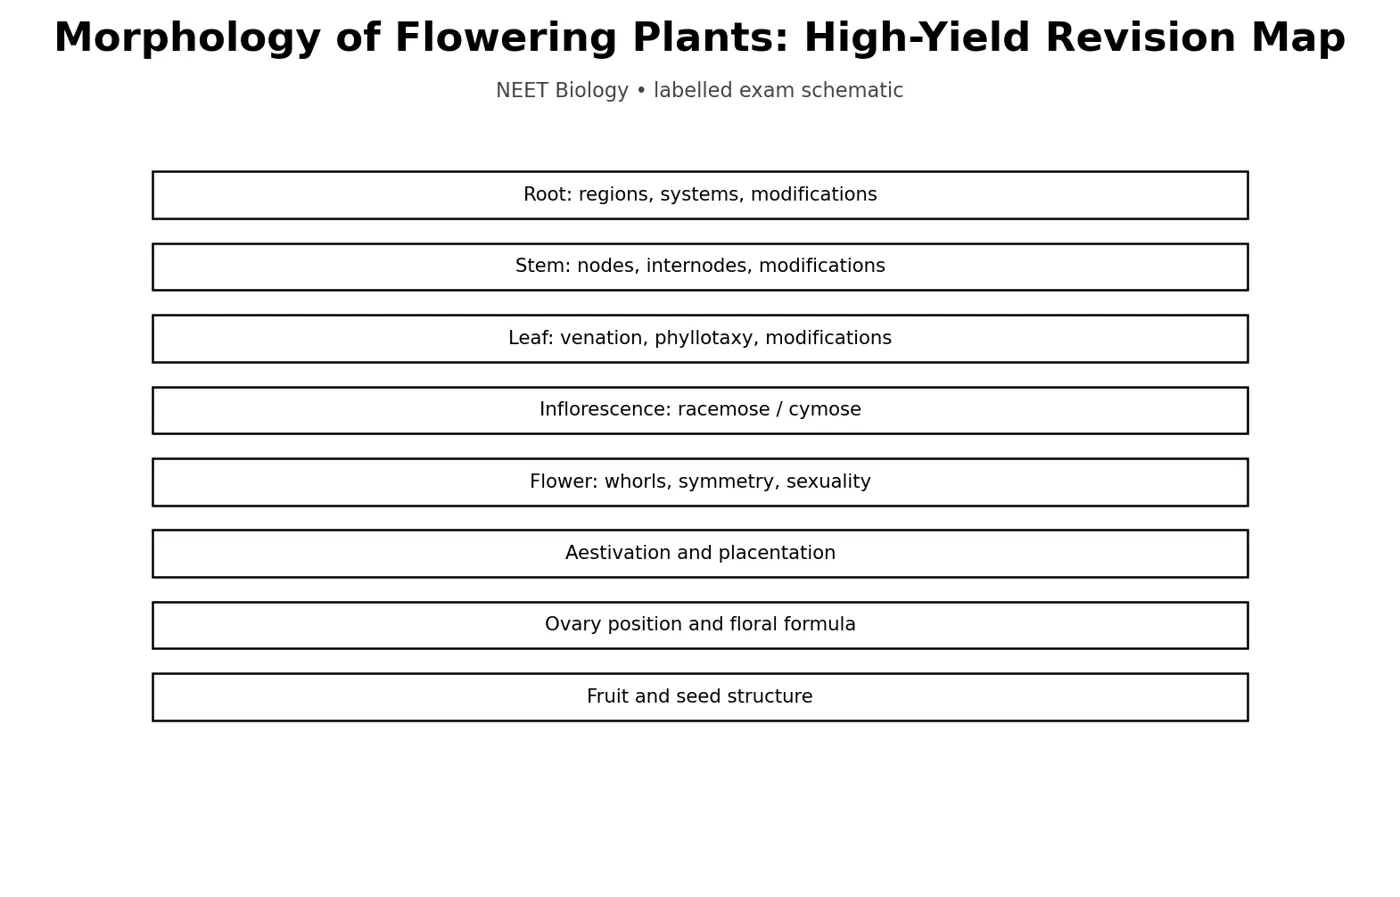 Morphology of Flowering Plants: High-Yield Revision Map
NEET Biology • labelled exam schematic
Root: regions, systems, modifications
Stem: nodes, internodes, modifications
Leaf: venation, phyllotaxy, modifications
Inflorescence: racemose / cymose
Flower: whorls, symmetry, sexuality
Aestivation and placentation
Ovary position and floral formula
Fruit and seed structure